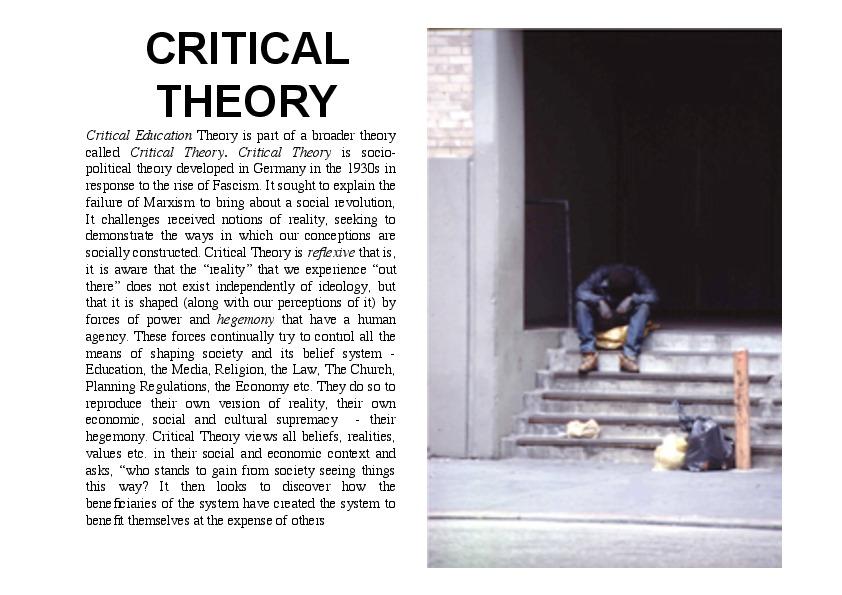 CRITICAL
THEORY
Critical Education Theory is part of a broader theory
called Critical Theory. Critical Theory is socio-
political theory developed in Germany in the 1930s in
response to the rise of Fascism. It sought to explain the
failure of Marxism to bring about a social revolution,
It challenges received notions of reality, seeking to
demonstrate the ways in which our conceptions are
socially constructed. Critical Theory is reflexive that is,
it is aware that the “reality” that we experience “out
there” does not exist independently of ideology, but
that it is shaped (along with our perceptions of it) by
forces of power and hegemony that have a human
agency. These forces continually try to control all the
means of shaping society and its belief system -
Education, the Media, Religion, the Law, The Church,
Planning Regulations, the Economy etc. They do so to
reproduce their own version of reality, their own
economic, social and cultural supremacy - their
hegemony. Critical Theory views all beliefs, realities,
values etc. in their social and economic context and
asks, “who stands to gain from society seeing things
this way? It then looks to discover how the
beneficiaries of the system have created the system to
benefit themselves at the expense of others